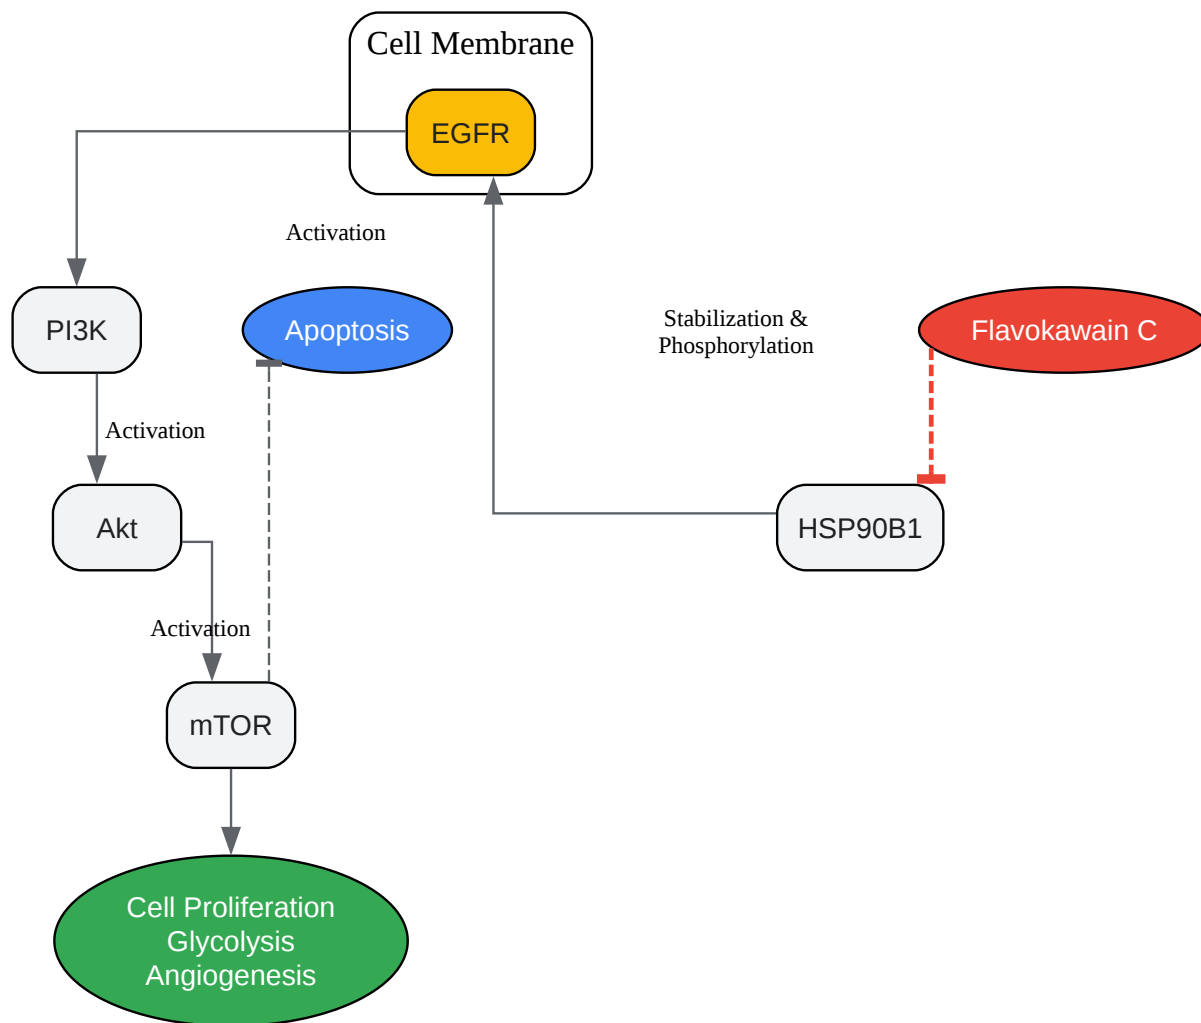 Cell Membrane
EGFR
Activation
PI3K
Apoptosis
Stabilization &
Phosphorylation
Flavokawain C
Activation
Akt
HSP90B1
Activation
mTOR
Cell Proliferation
Glycolysis
Angiogenesis